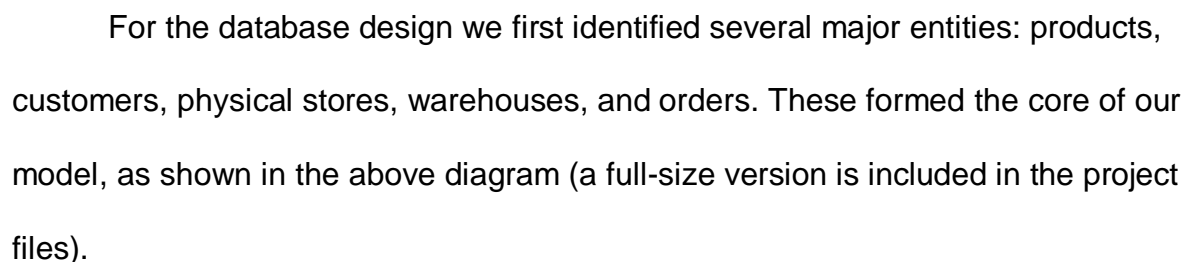 For the database design we first identified several major entities: products,
customers, physical stores, warehouses, and orders. These formed the core of our
model, as shown in the above diagram (a full-size version is included in the project
files).